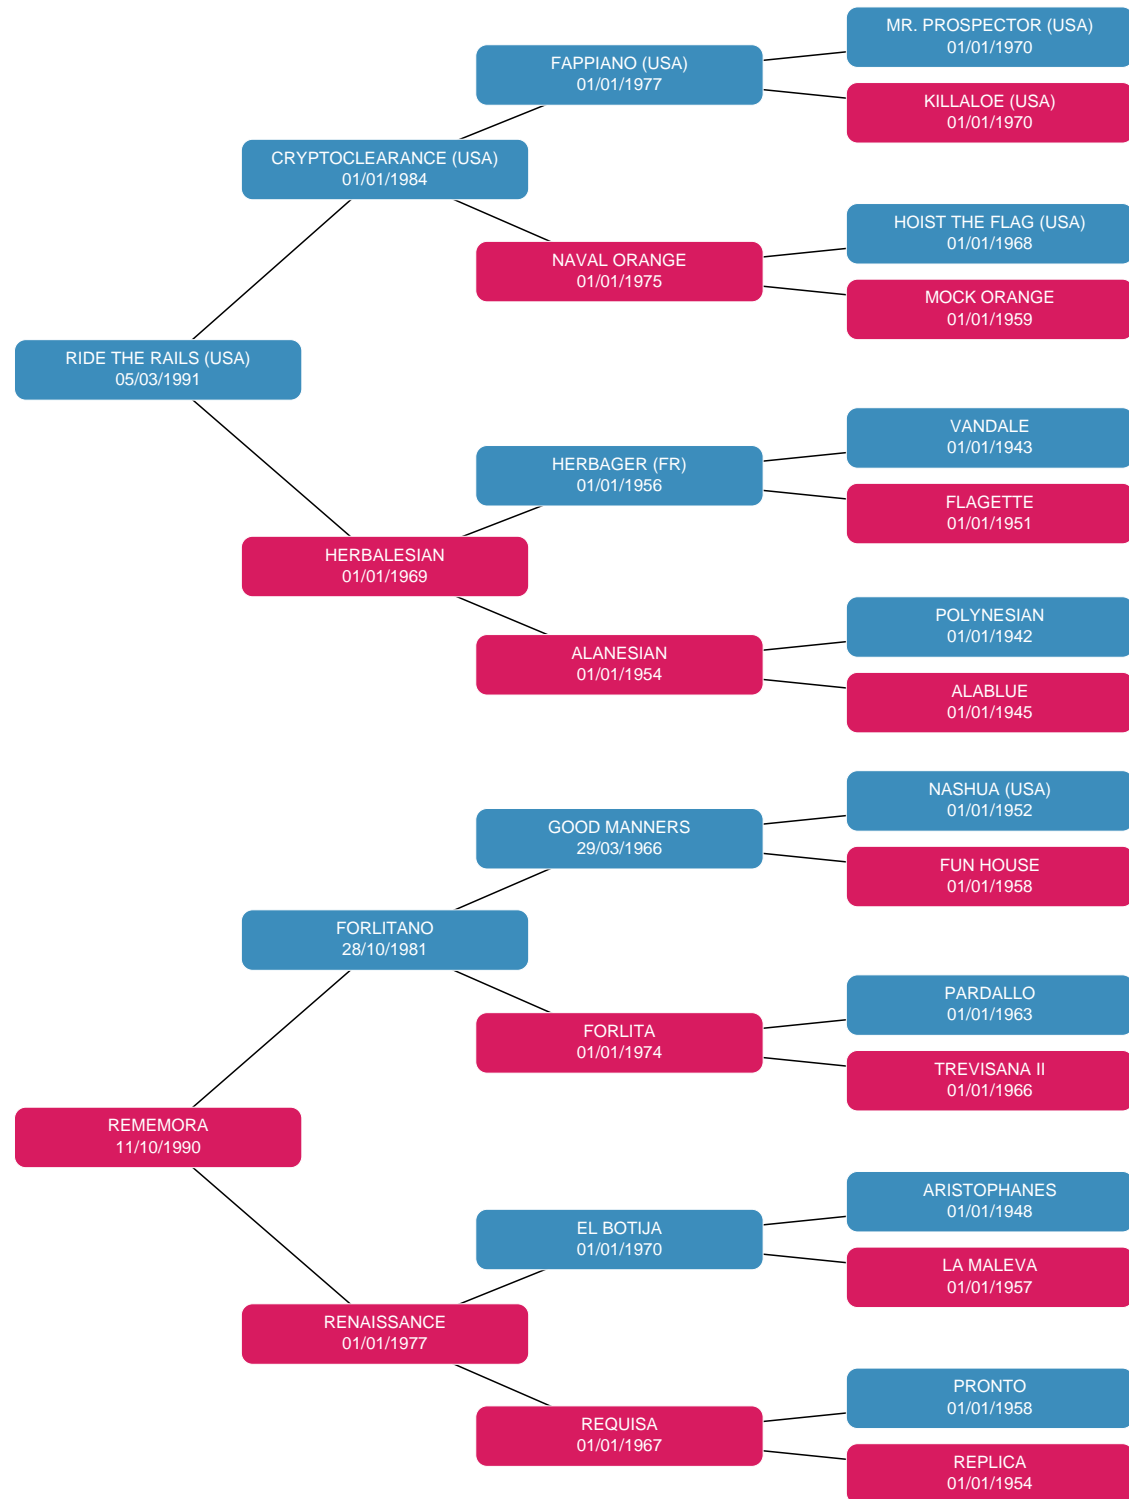 MR. PROSPECTOR (USA)
01/01/1970
FAPPIANO (USA)
01/01/1977
KILLALOE (USA)
01/01/1970
CRYPTOCLEARANCE (USA)
01/01/1984
HOIST THE FLAG (USA)
01/01/1968
NAVAL ORANGE
01/01/1975
MOCK ORANGE
01/01/1959
RIDE THE RAILS (USA)
05/03/1991
VANDALE
01/01/1943
HERBAGER (FR)
01/01/1956
FLAGETTE
01/01/1951
HERBALESIAN
01/01/1969
POLYNESIAN
01/01/1942
ALANESIAN
01/01/1954
ALABLUE
01/01/1945
NASHUA (USA)
01/01/1952
GOOD MANNERS
29/03/1966
FUN HOUSE
01/01/1958
FORLITANO
28/10/1981
PARDALLO
01/01/1963
FORLITA
01/01/1974
TREVISANA II
01/01/1966
REMEMORA
11/10/1990
ARISTOPHANES
01/01/1948
EL BOTIJA
01/01/1970
LA MALEVA
01/01/1957
RENAISSANCE
01/01/1977
PRONTO
01/01/1958
REQUISA
01/01/1967
REPLICA
01/01/1954